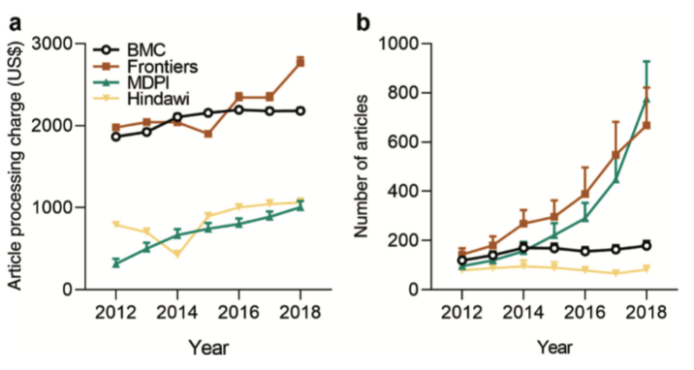 a
Article processing charge (US$)
3000
2000
1000
0
BMC
Frontiers
MDPI
Hindawi
2012 2014 2016 2018
Year
b
Number of articles
1000
800
600
400
200
0
2012 2014 2016 2018
Year